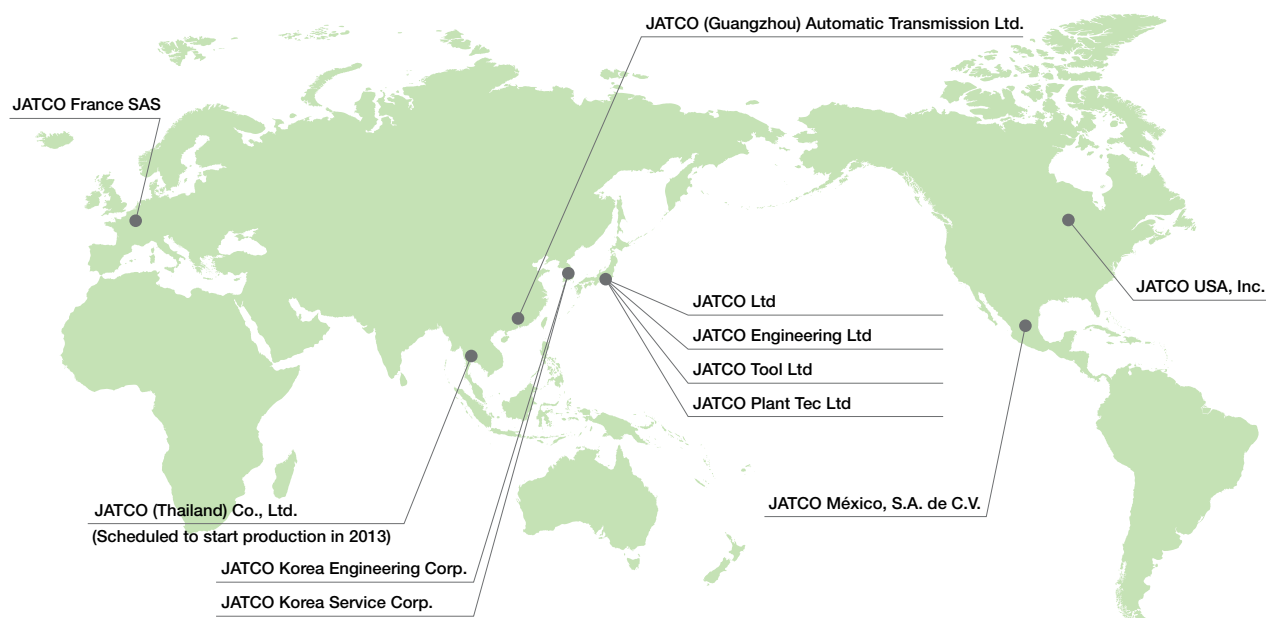 JATCO (Guangzhou) Automatic Transmission Ltd.
JATCO France SAS
JATCO USA, Inc.
JATCO Ltd
JATCO Engineering Ltd
JATCO Tool Ltd
JATCO Plant Tec Ltd
JATCO México, S.A. de C.V.
JATCO (Thailand) Co., Ltd.
(Scheduled to start production in 2013)
JATCO Korea Engineering Corp.
JATCO Korea Service Corp.